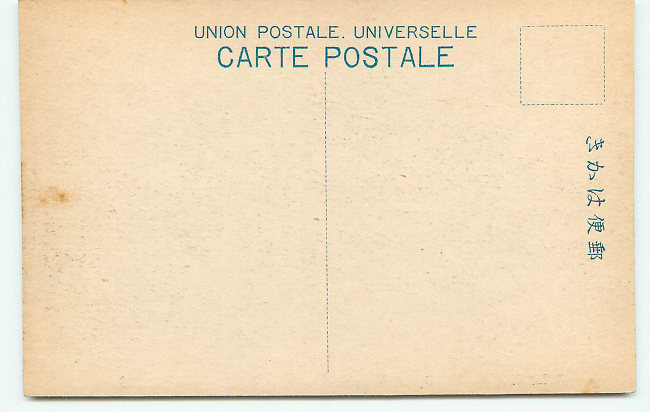 UNION POSTALE. UNIVERSELLE
CARTE POSTALE
郵便はかき